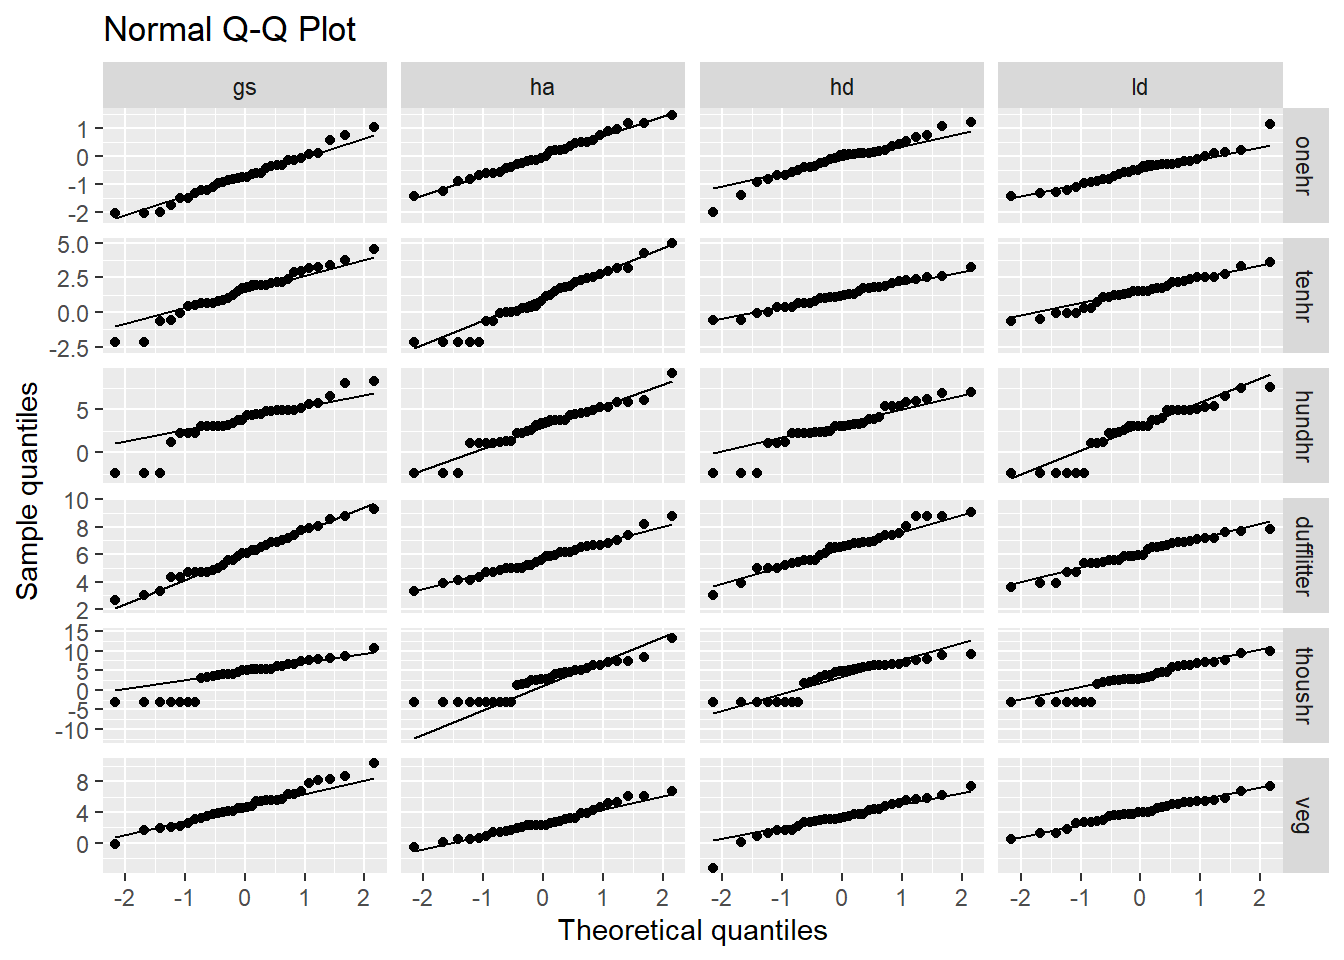 Normal Q-Q Plot
gs ha hd ld
1
0
-1
-2
onehr
5.0
2.5
0.0
-2.5
tenhr
5
0
hundhr
10
8
6
4
2
dufflitter
15
10
5
0
-5
-10
thoushr
8
4
0
veg
-2 -1 0 1 2 -2 -1 0 1 2 -2 -1 0 1 2 -2 -1 0 1 2
Theoretical quantiles
Sample quantiles